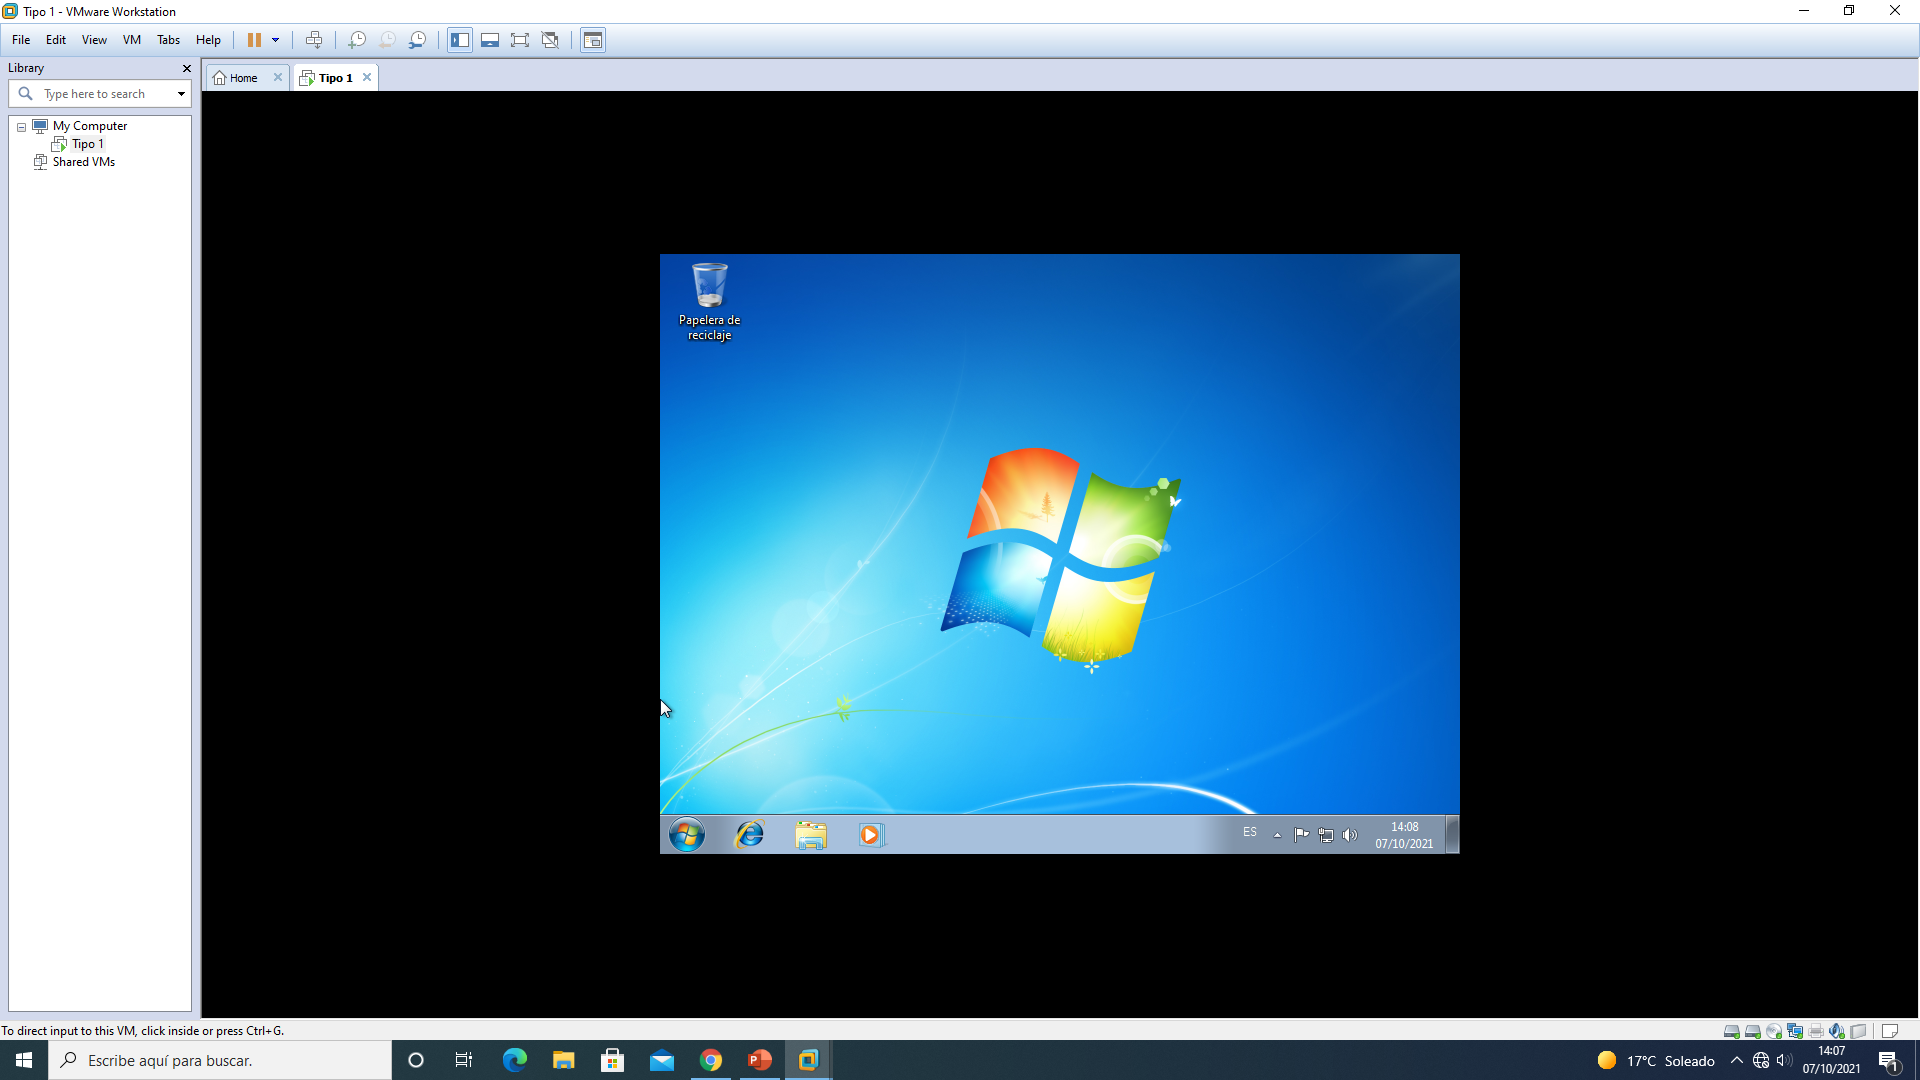 Tipo 1 - VMware Workstation
File Edit View VM Tabs Help
Library
Home
Tipo 1
Type here to search
My Computer
Tipo 1
Shared VMs
Papelera de
reciclaje
ES
14:08
07/10/2021
To direct input to this VM, click inside or press Ctrl+G.
Escribe aquí para buscar.
17°C Soleado
14:07
07/10/2021
1